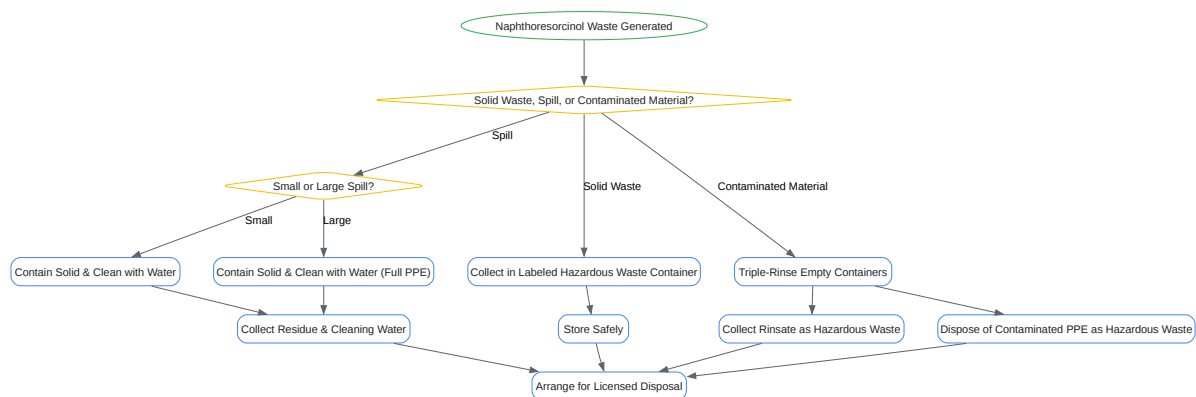 Naphthoresorcinol Waste Generated
Solid Waste, Spill, or Contaminated Material?
Spill
Small or Large Spill?
Solid Waste
Contaminated Material
Small
Large
Contain Solid & Clean with Water
Contain Solid & Clean with Water (Full PPE)
Collect in Labeled Hazardous Waste Container
Triple-Rinse Empty Containers
Collect Residue & Cleaning Water
Store Safely
Collect Rinsate as Hazardous Waste
Dispose of Contaminated PPE as Hazardous Waste
Arrange for Licensed Disposal